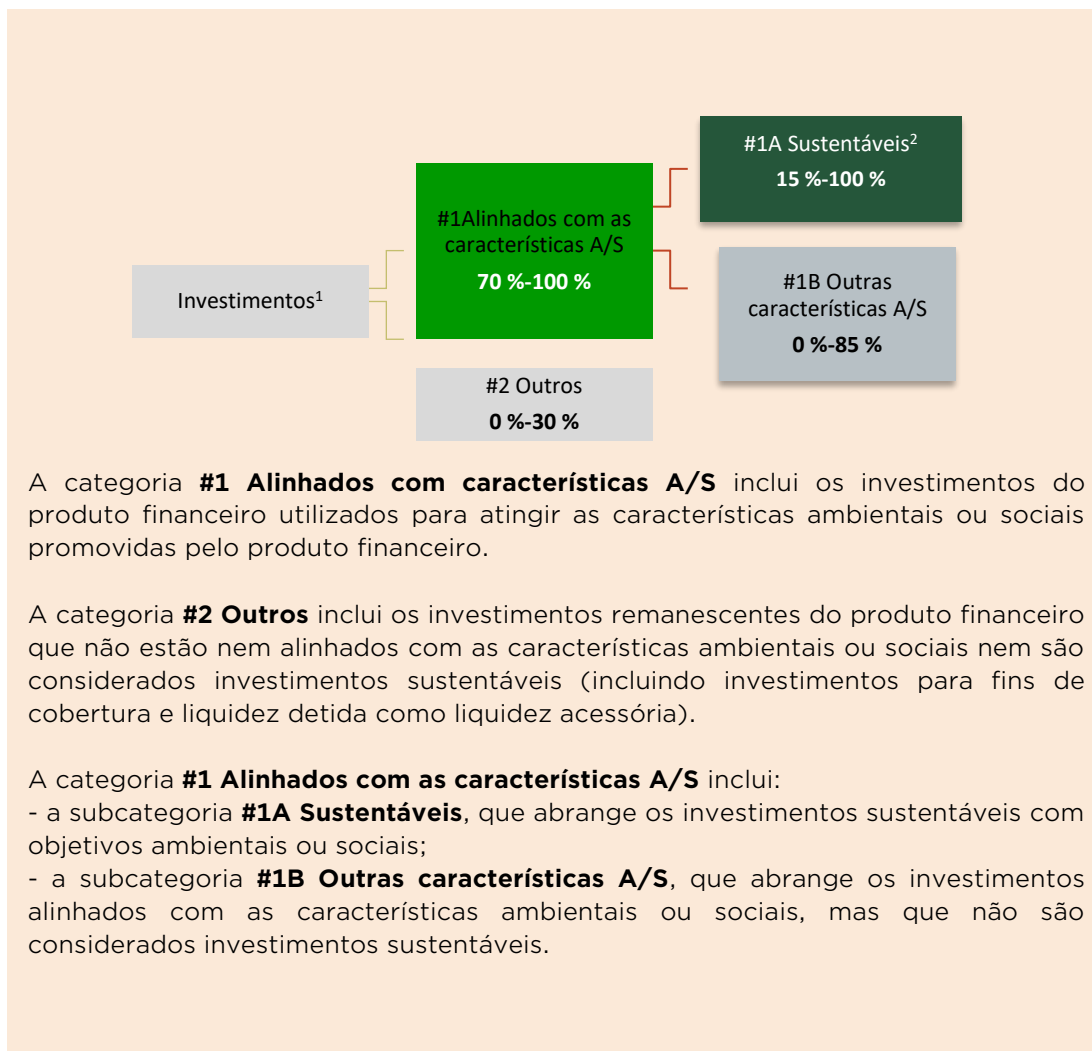 #1A Sustentáveis²
15 %-100 %
#1Alinhados com as
características A/S
70 %-100 %
Investimentos¹
#1B Outras
características A/S
0 %-85 %
#2 Outros
0 %-30 %
A categoria #1 Alinhados com características A/S inclui os investimentos do
produto financeiro utilizados para atingir as características ambientais ou sociais
promovidas pelo produto financeiro.
A categoria #2 Outros inclui os investimentos remanescentes do produto financeiro
que não estão nem alinhados com as características ambientais ou sociais nem são
considerados investimentos sustentáveis (incluindo investimentos para fins de
cobertura e liquidez detida como liquidez acessória).
A categoria #1 Alinhados com as características A/S inclui:
- a subcategoria #1A Sustentáveis, que abrange os investimentos sustentáveis com
objetivos ambientais ou sociais;
- a subcategoria #1B Outras características A/S, que abrange os investimentos
alinhados com as características ambientais ou sociais, mas que não são
considerados investimentos sustentáveis.